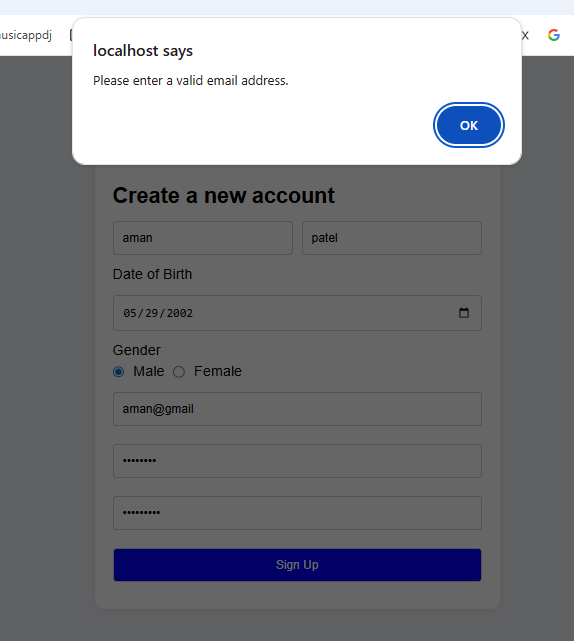 usicappdj X
localhost says
Please enter a valid email address.
OK
Create a new account
aman patel
Date of Birth
05/29/2002
Gender
Male Female
aman@gmail
••••••••
•••••••••
Sign Up